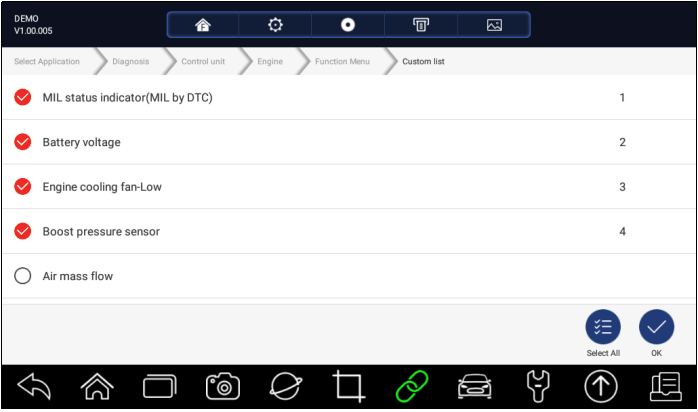 DEMO
V1.00.005
Select Application Diagnosis Control unit Engine Function Menu Custom list
MIL status indicator(MIL by DTC) 1
Battery voltage 2
Engine cooling fan-Low 3
Boost pressure sensor 4
Air mass flow
Select All OK